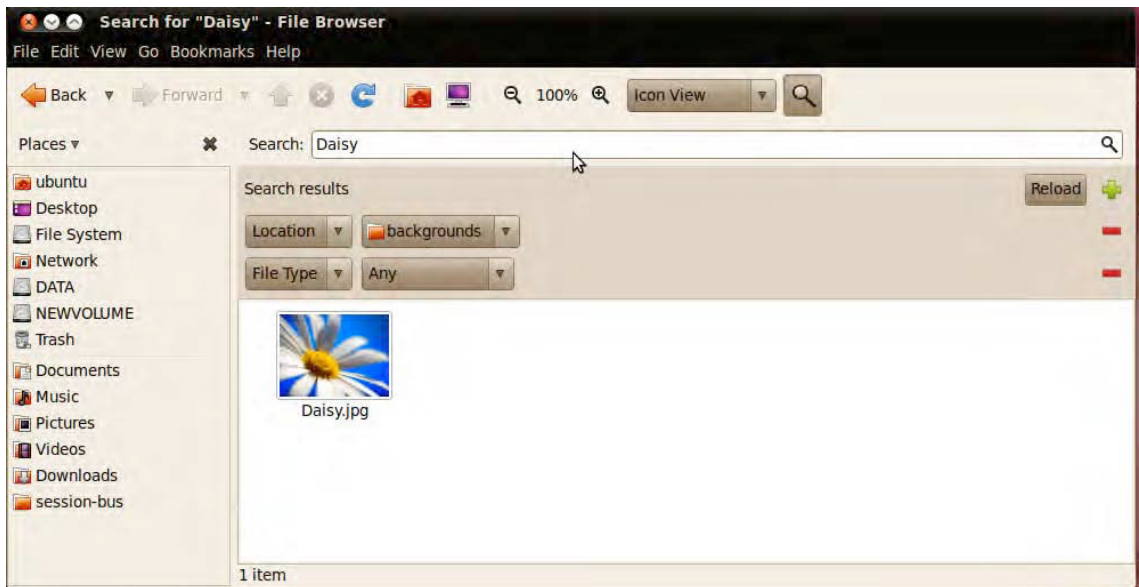 Search for "Daisy" - File Browser
File Edit View Go Bookmarks Help
Back Forward 100% Icon View
Places Search: Daisy
ubuntu
Desktop
File System
Network
DATA
NEWVOLUME
Trash
Documents
Music
Pictures
Videos
Downloads
session-bus
Search results Reload
Location backgrounds
File Type Any
Daisy.jpg
1 item